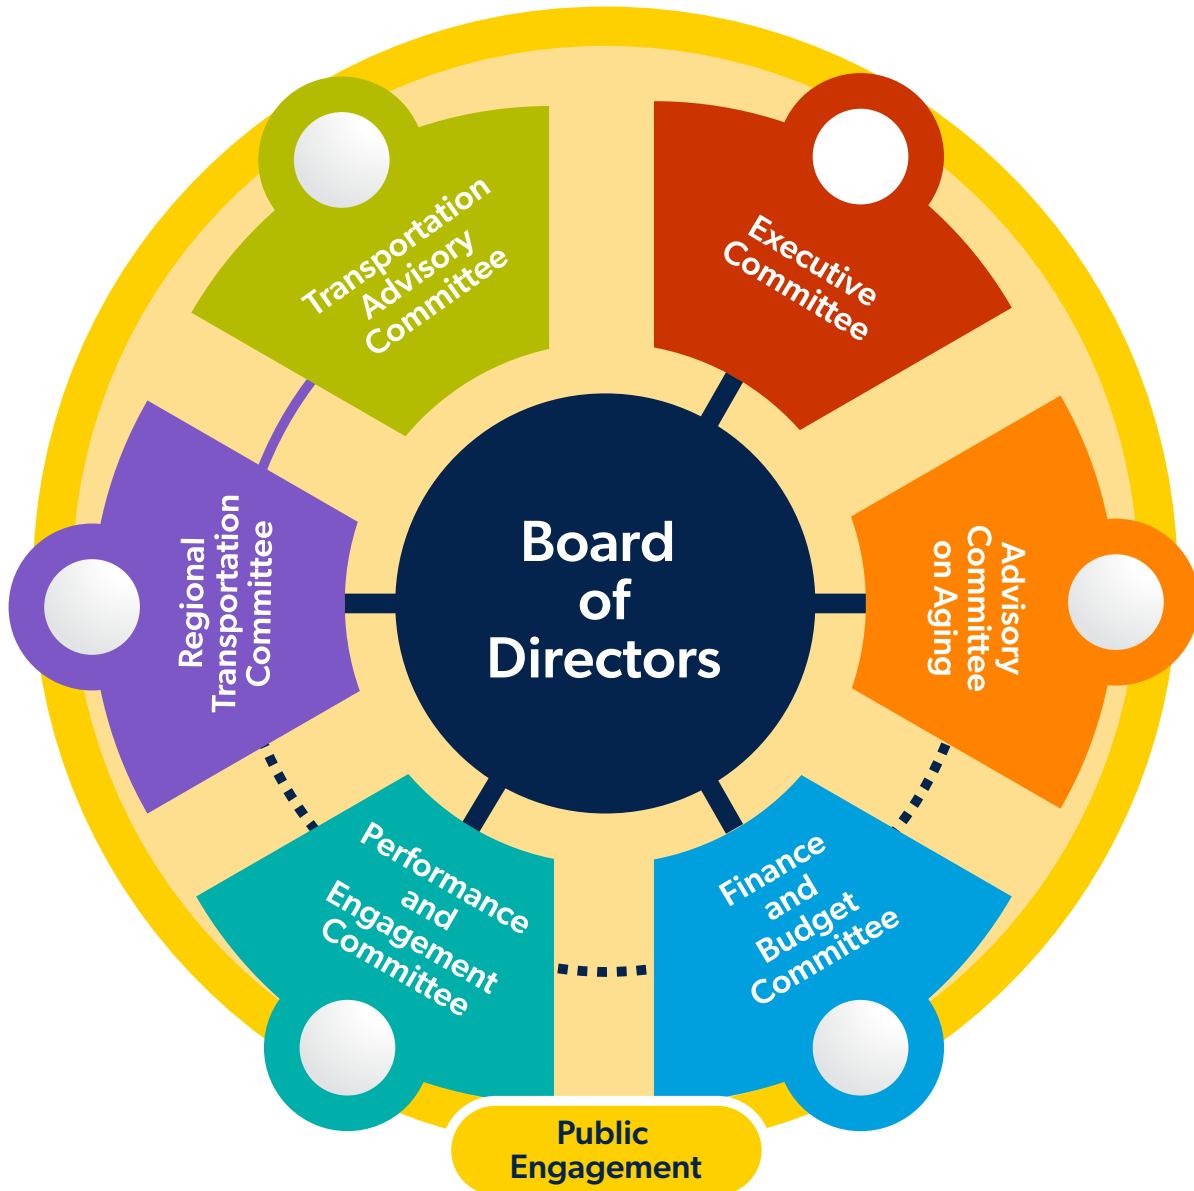 Transportation
Advisory
Committee
Executive
Committee
Regional
Transportation
Committee
Board
of
Directors
Advisory
Committee
on Aging
Performance
and
Engagement
Committee
Finance
and
Budget
Committee
Public
Engagement